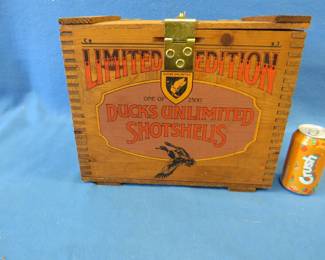 LIMITED EDITION
ONE OF 2500
DUCKS UNLIMITED
SHOTSHELLS
Crush